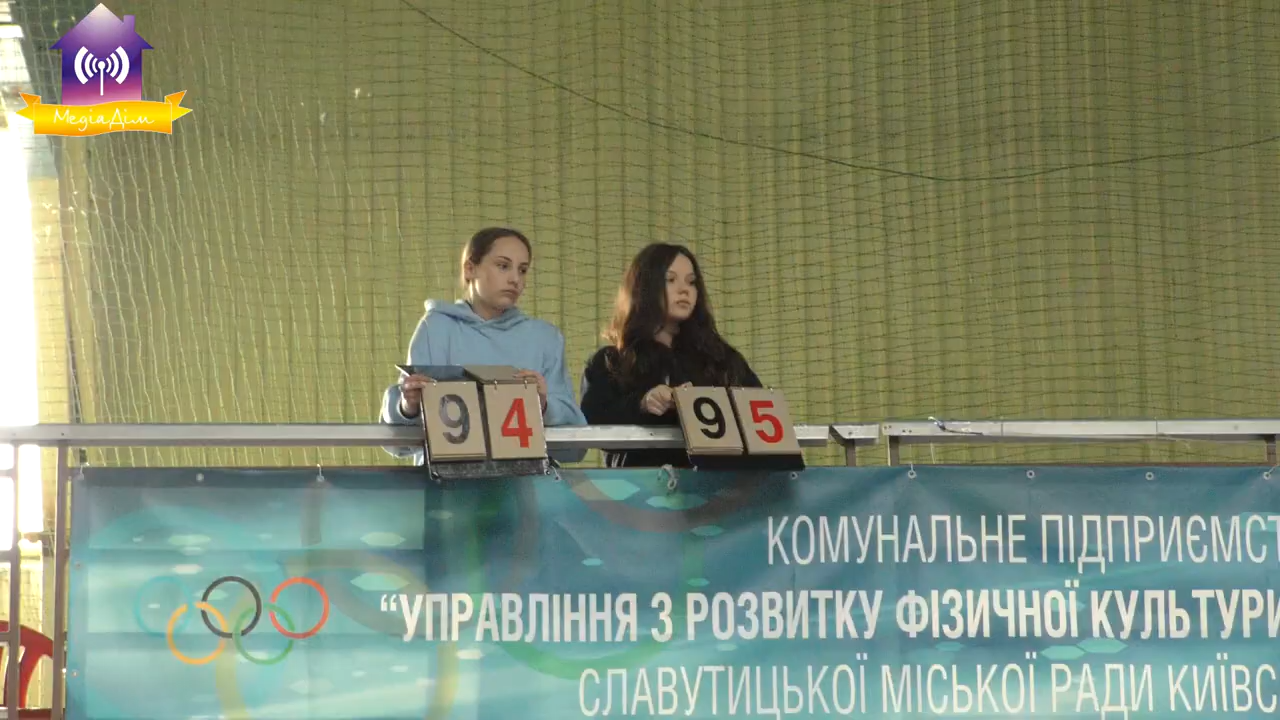 МедіаДім
94
95
КОМУНАЛЬНЕ ПІДПРИЄМСТ
“УПРАВЛІННЯ З РОЗВИТКУ ФІЗИЧНОЇ КУЛЬТУРИ
СЛАВУТИЦЬКОЇ МІСЬКОЇ РАДИ КИЇВС